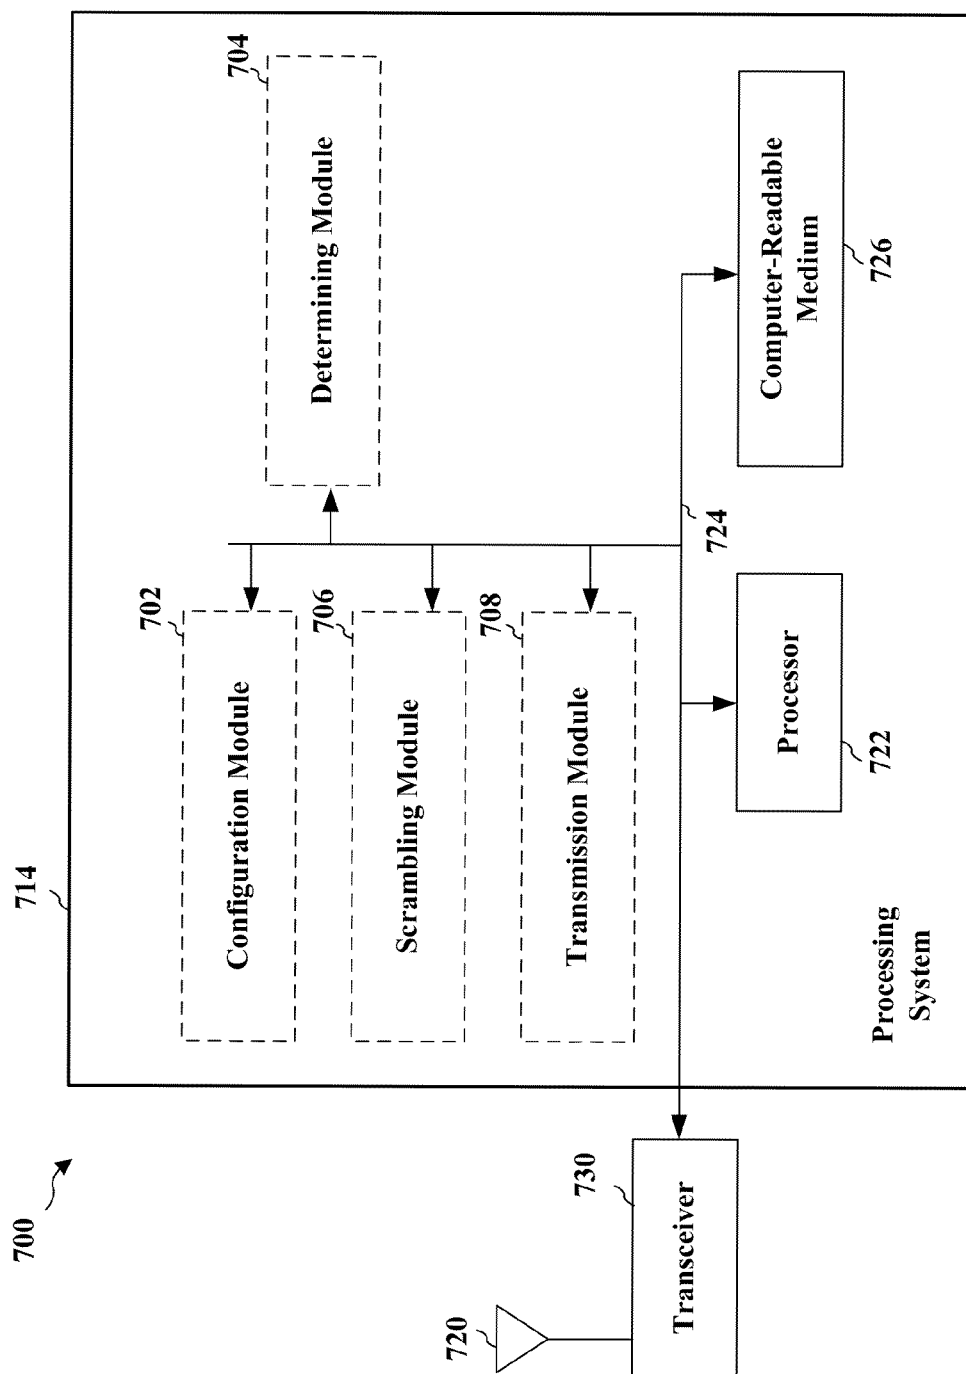 700
714
702
Configuration Module
704
Determining Module
706
Scrambling Module
708
Transmission Module
720
730
Transceiver
724
Processor
722
Computer-Readable
Medium
726
Processing
System